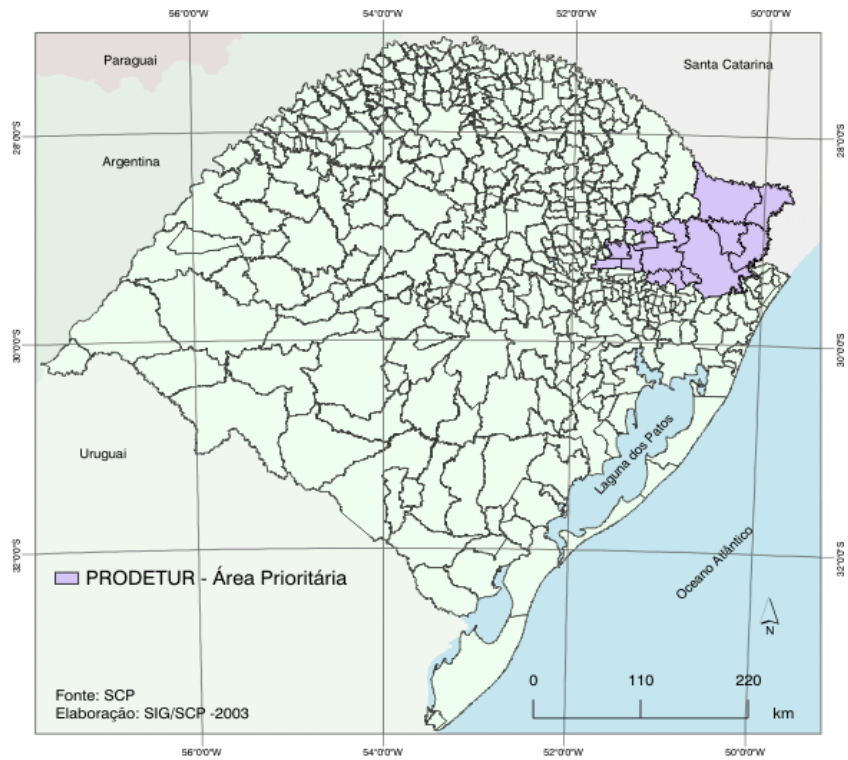 56°0'0"W 54°0'0"W 52°0'0"W 50°0'0"W
Paraguai
Santa Catarina
28°0'0"S 28°0'0"S
Argentina
30°0'0"S 30°0'0"S
Uruguai
Laguna dos Patos
32°0'0"S 32°0'0"S
Oceano Atlântico
PRODETUR - Área Prioritária
N
0 110 220
km
Fonte: SCP
Elaboração: SIG/SCP -2003
56°0'0"W 54°0'0"W 52°0'0"W 50°0'0"W